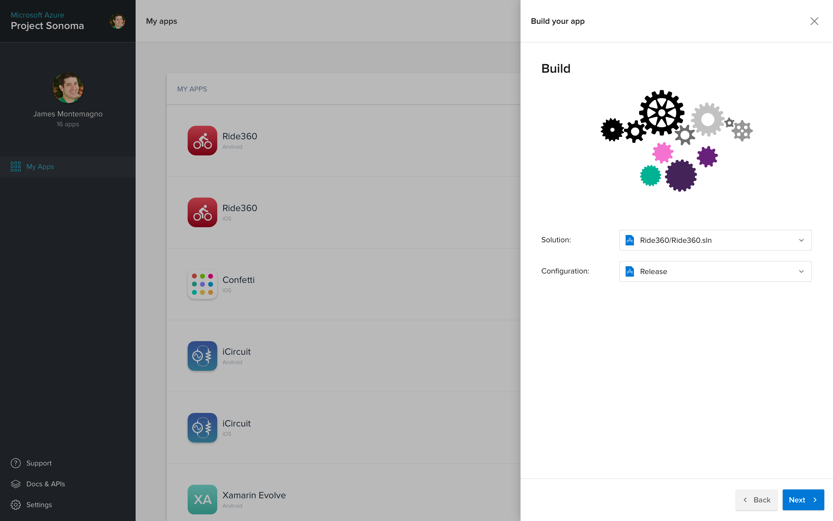 Microsoft Azure
Project Sonoma
James Montemagno
16 apps
My Apps
Support
Docs & APIs
Settings
My apps
MY APPS
Ride360
Android
Ride360
iOS
Confetti
iOS
iCircuit
Android
iCircuit
iOS
XA
Xamarin Evolve
Android
Build your app
Build
Solution:
Ride360/Ride360.sln
Configuration:
Release
Back
Next